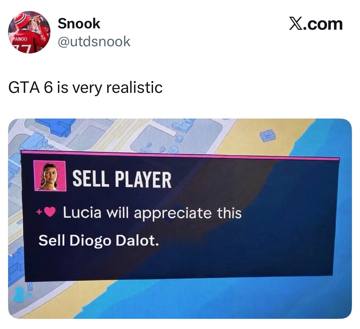 Snook
@utdsnook
X.com
GTA 6 is very realistic
SELL PLAYER
+♥ Lucia will appreciate this
Sell Diogo Dalot.